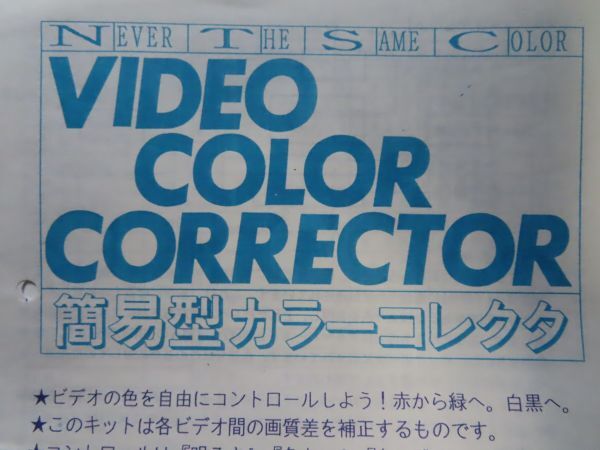 NEVER THE SAME COLOR
VIDEO
COLOR
CORRECTOR
簡易型カラーコレクタ
★ビデオの色を自由にコントロールしよう！赤から緑へ。白黒へ。
★このキットは各ビデオ間の画質差を補正するものです。